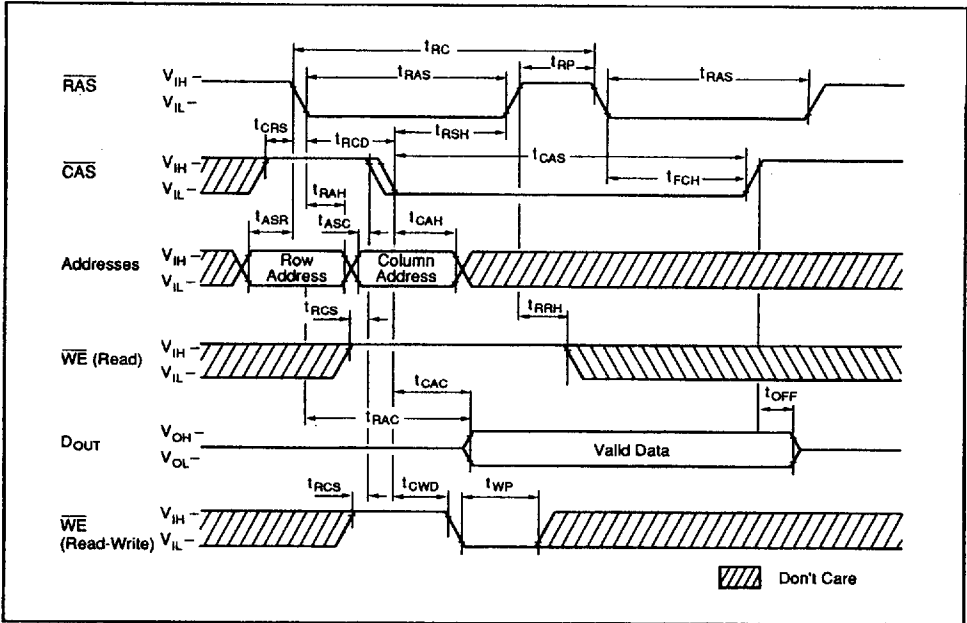 tRC
tRAS tRP tRAS
RAS VIH
VIL
tCRS tRCD tRSH
tCAS
CAS VIH
VIL
tFCH
tRAH
tASR tASC tCAH
Addresses VIH
VIL
Row Address
Column Address
tRCS tRRH
WE (Read) VIH
VIL
tCAC tOFF
tRAC
DOUT VOH
VOL
Valid Data
tRCS tCWD tWP
WE (Read-Write) VIH
VIL
Don't Care